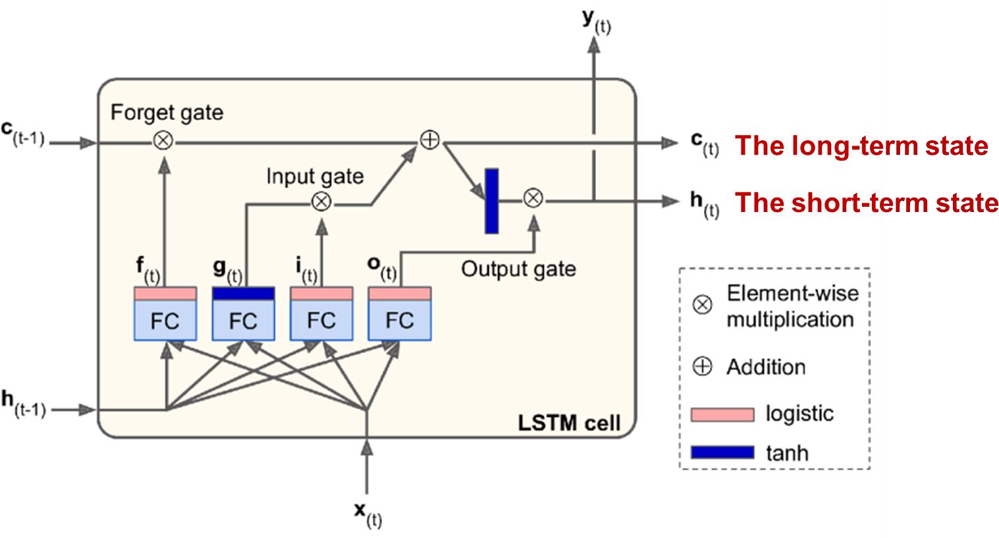 y(t)
Forget gate
c(t-1)
c(t) The long-term state
Input gate
h(t) The short-term state
f(t) g(t) i(t) o(t)
Output gate
FC FC FC FC
Element-wise
multiplication
Addition
h(t-1)
LSTM cell
logistic
tanh
x(t)